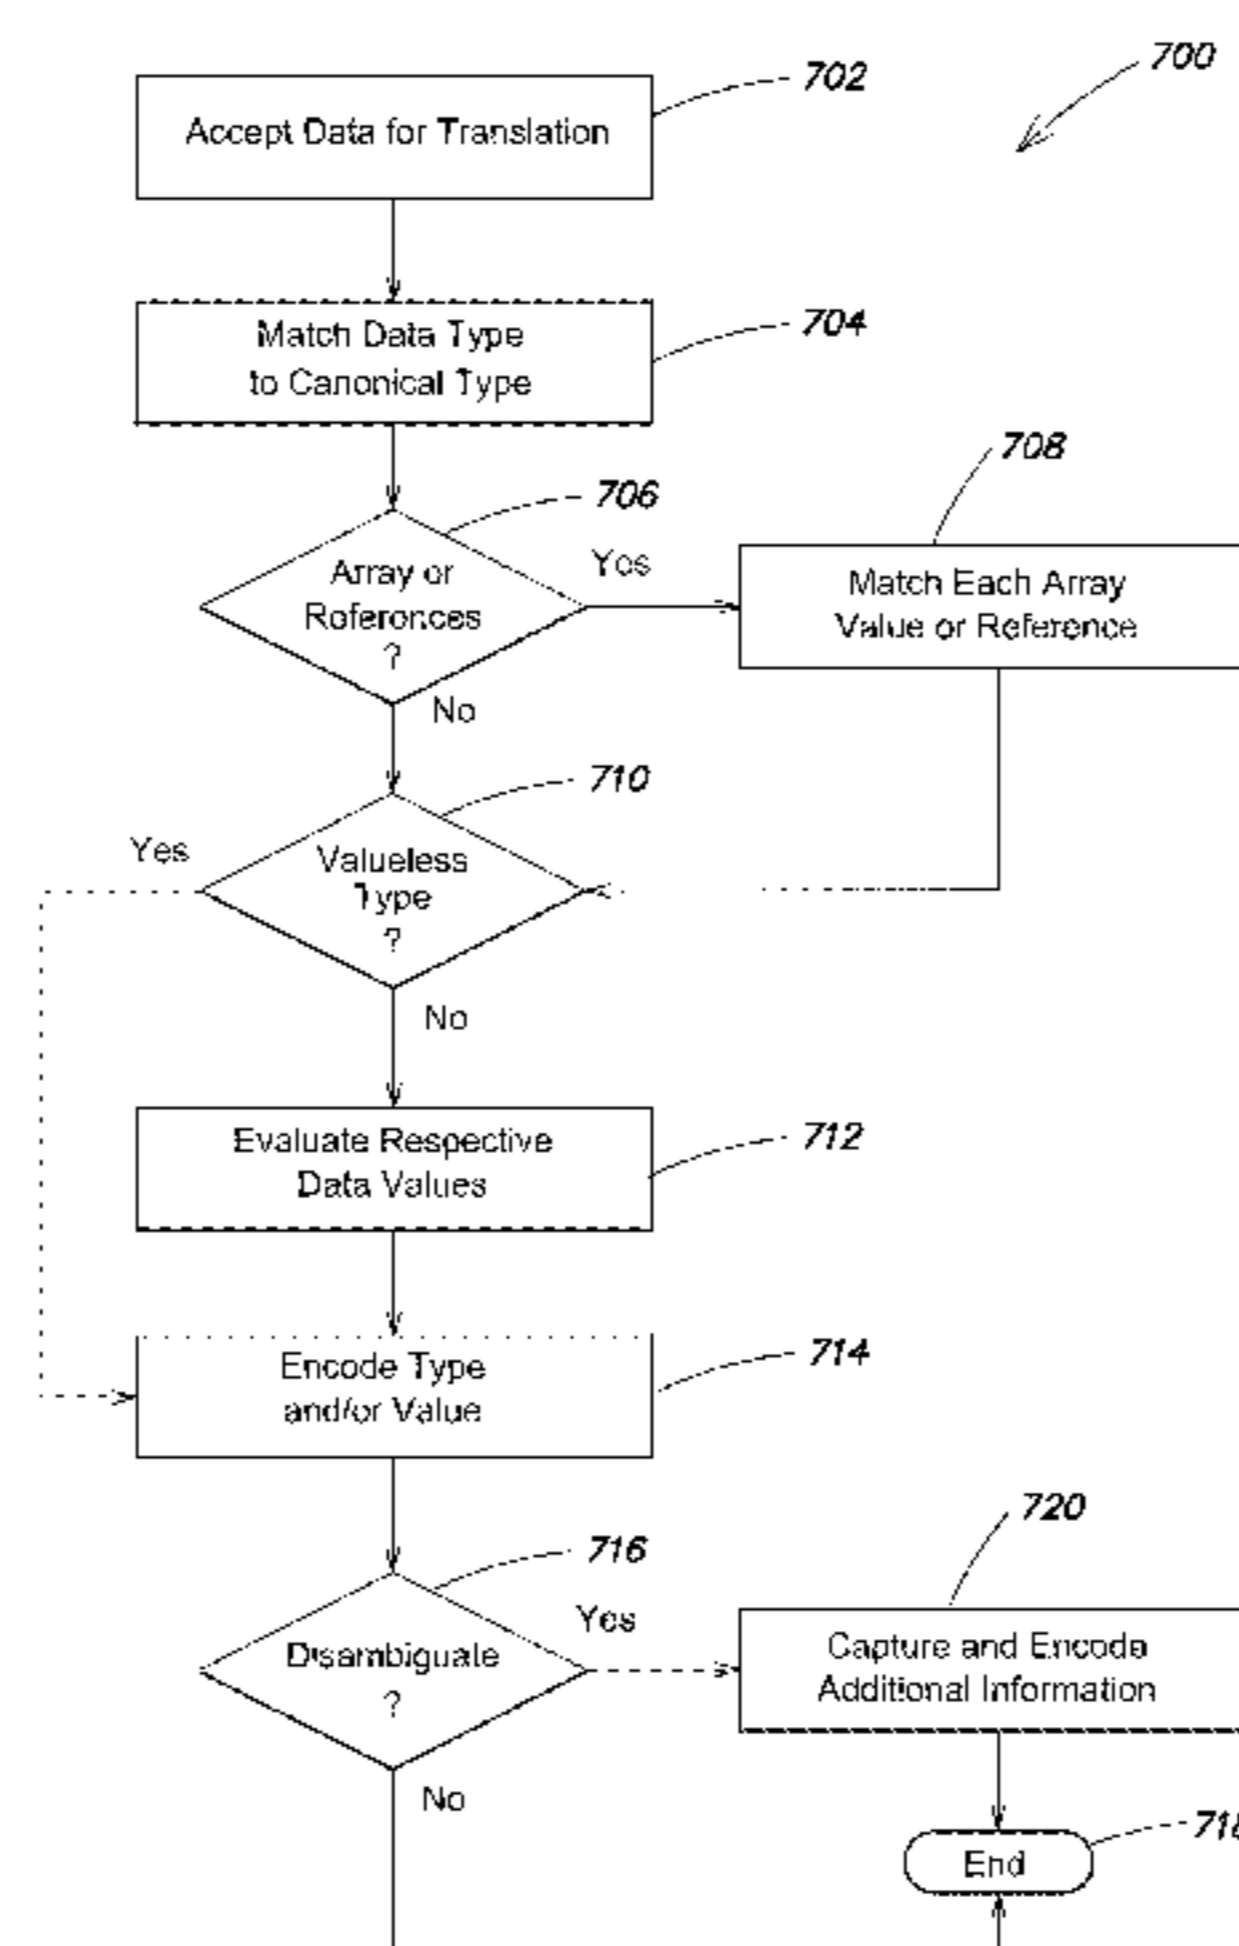 700
702
Accept Data for Translation
704
Match Data Type
to Canonical Type
706
Array or
References
?
Yes
No
708
Match Each Array
Value or Reference
710
Valueless
Type
?
Yes
No
712
Evaluate Respective
Data Values
714
Encode Type
and/or Value
716
Disambiguate
?
Yes
No
720
Capture and Encode
Additional Information
End